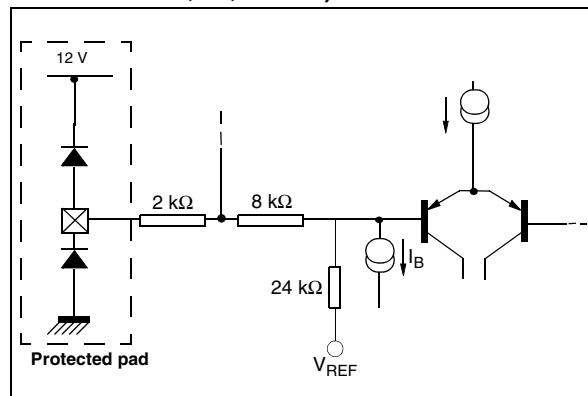 12 V
2 kΩ
8 kΩ
24 kΩ
I_B
V_REF
Protected pad